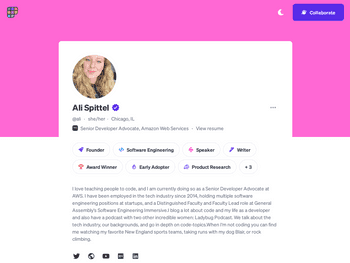 Collaborate
Ali Spittel
@ali · she/her · Chicago, IL
Senior Developer Advocate, Amazon Web Services · View resume
Founder Software Engineering Speaker Writer
Award Winner Early Adopter Product Research + 3
I love teaching people to code, and I am currently doing so as a Senior Developer Advocate at
AWS. I have been employed in the tech industry since 2014, holding multiple software
engineering positions at startups, and a Distinguished Faculty and Faculty Lead role at General
Assembly's Software Engineering Immersive. I blog a lot about code and my life as a developer
and also have a podcast with two other incredible women, Ladybug Podcast. We talk about the
tech industry, our backgrounds, and go in depth on code topics. When I'm not coding you can find
me watching my favorite New England sports teams, taking runs with my dog Blair, or rock
climbing.